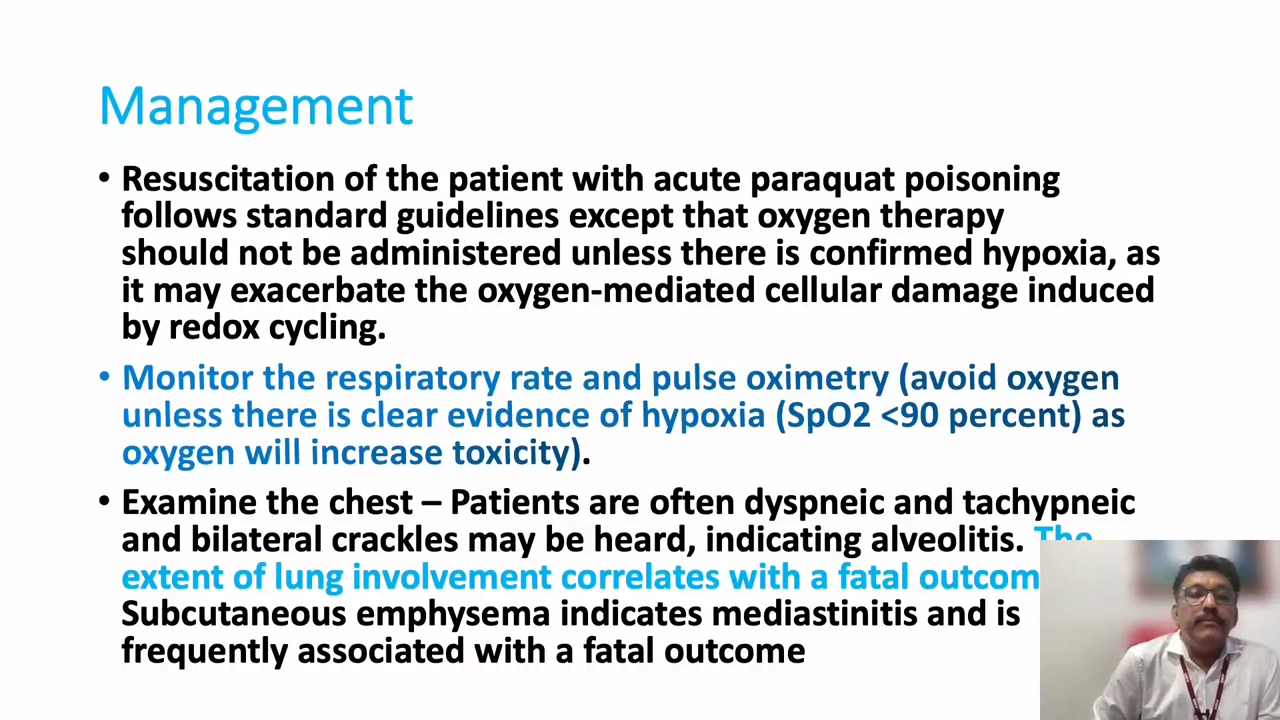 Management
• Resuscitation of the patient with acute paraquat poisoning
follows standard guidelines except that oxygen therapy
should not be administered unless there is confirmed hypoxia, as
it may exacerbate the oxygen-mediated cellular damage induced
by redox cycling.
• Monitor the respiratory rate and pulse oximetry (avoid oxygen
unless there is clear evidence of hypoxia (SpO2 <90 percent) as
oxygen will increase toxicity).
• Examine the chest – Patients are often dyspneic and tachypneic
and bilateral crackles may be heard, indicating alveolitis. The
extent of lung involvement correlates with a fatal outcom
Subcutaneous emphysema indicates mediastinitis and is
frequently associated with a fatal outcome